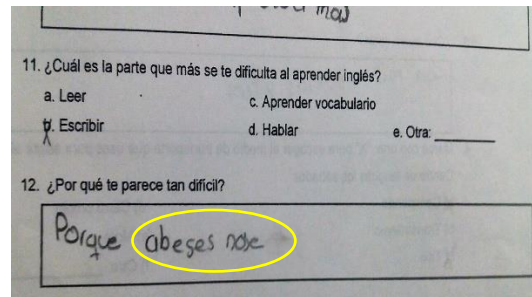 mas
11. ¿Cuál es la parte que más se te dificulta al aprender inglés?
a. Leer
c. Aprender vocabulario
b. Escribir
d. Hablar
e. Otra:
12. ¿Por qué te parece tan difícil?
Porque abeses nose